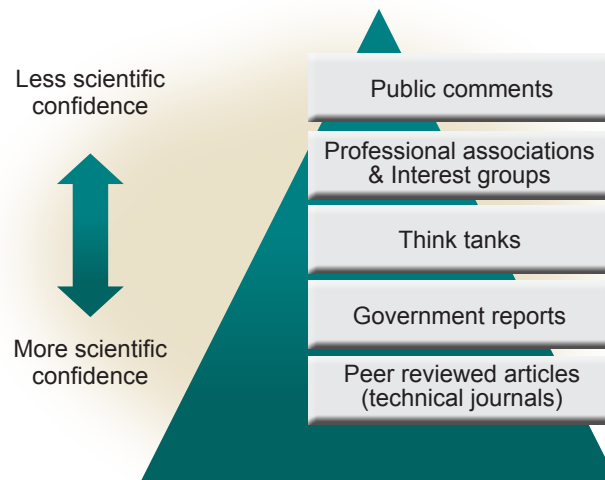 Less scientific
confidence
Public comments
Professional associations
& Interest groups
Think tanks
Government reports
More scientific
confidence
Peer reviewed articles
(technical journals)